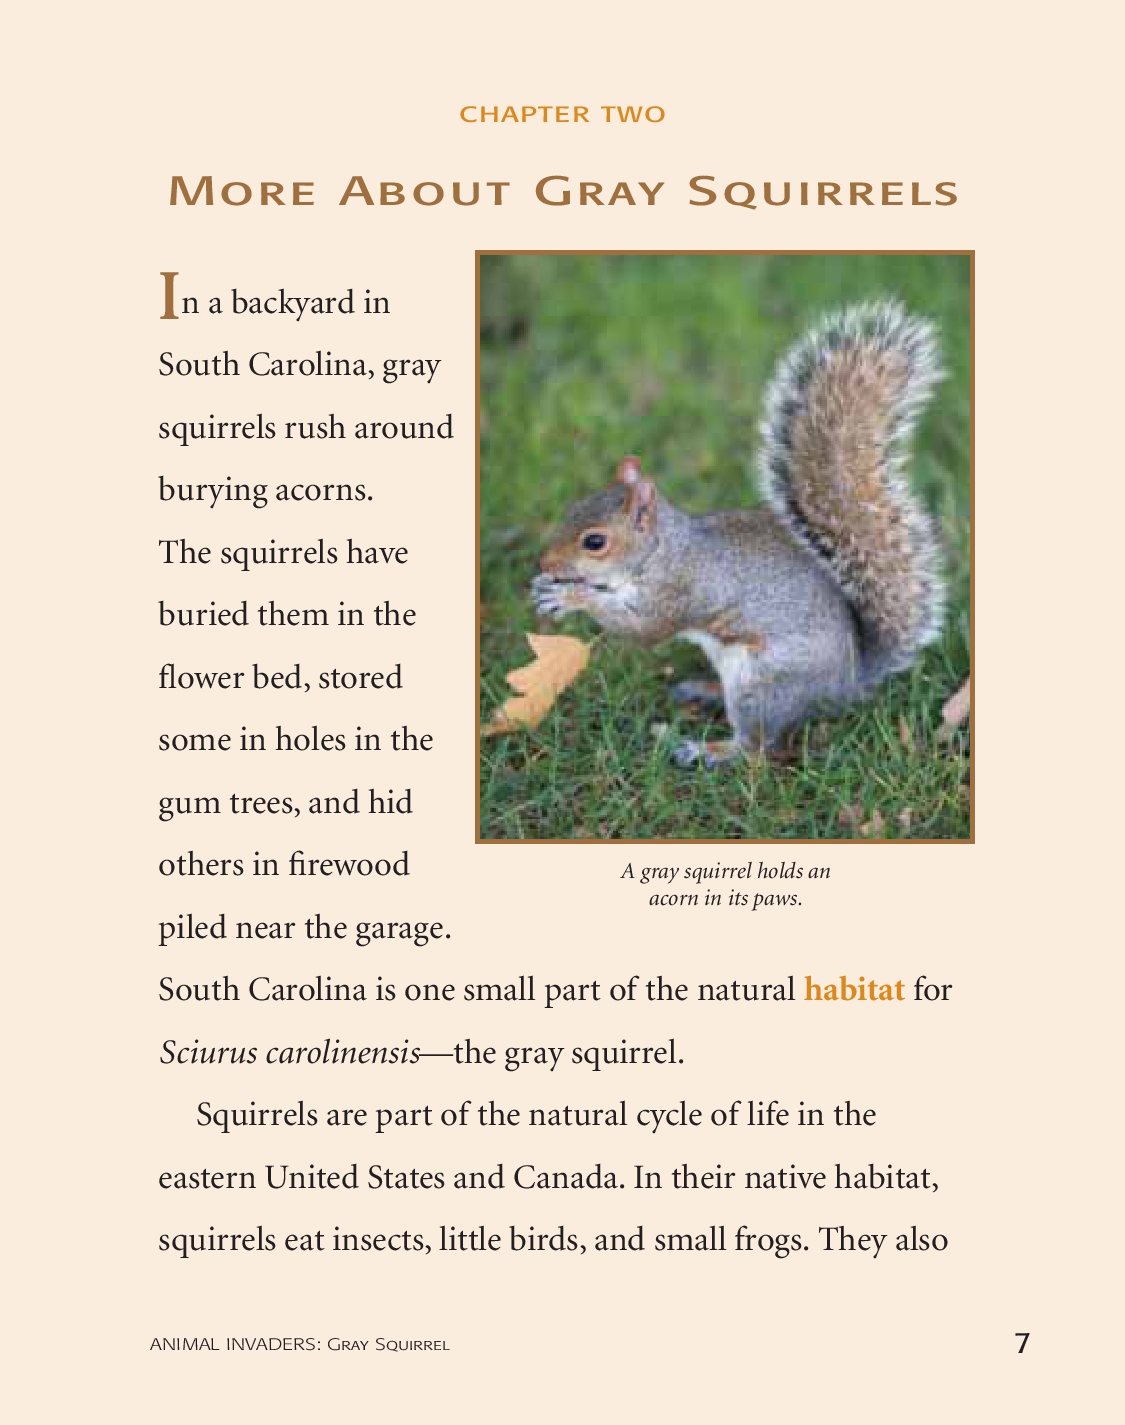 CHAPTER TWO
More About Gray Squirrels
In a backyard in
South Carolina, gray
squirrels rush around
burying acorns.
The squirrels have
buried them in the
flower bed, stored
some in holes in the
gum trees, and hid
others in firewood
piled near the garage.
A gray squirrel holds an
acorn in its paws.
South Carolina is one small part of the natural habitat for
Sciurus carolinensis—the gray squirrel.
Squirrels are part of the natural cycle of life in the
eastern United States and Canada. In their native habitat,
squirrels eat insects, little birds, and small frogs. They also
ANIMAL INVADERS: Gray Squirrel
7